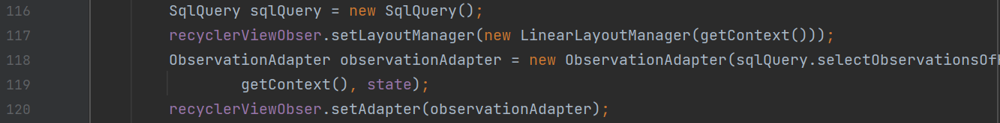 116 SqlQuery sqlQuery = new SqlQuery();
117 recyclerViewObser.setLayoutManager(new LinearLayoutManager(getContext()));
118 ObservationAdapter observationAdapter = new ObservationAdapter(sqlQuery.selectObservationsOf
119 getContext(), state);
120 recyclerViewObser.setAdapter(observationAdapter);